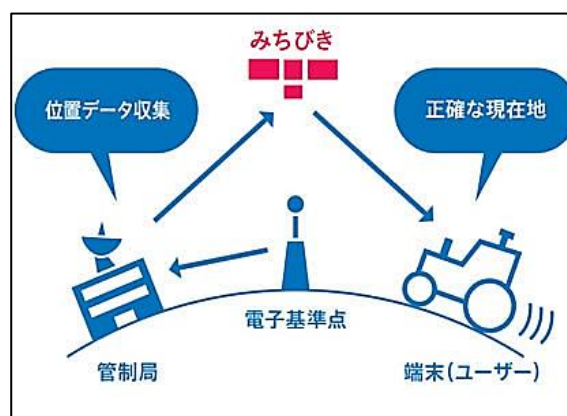 みちびき
位置データ収集
正確な現在地
電子基準点
管制局
端末(ユーザー)